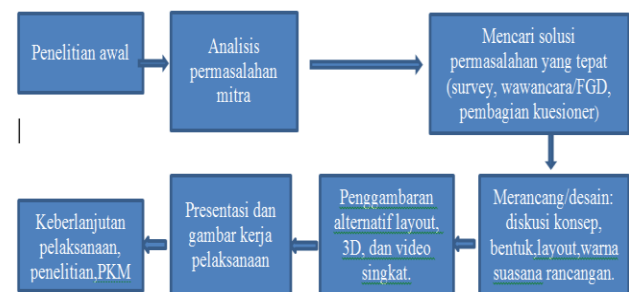 Penelitian awal
Analisis
permasalahan
mitra
Mencari solusi
permasalahan yang tepat
(survey, wawancara/FGD,
pembagian kuesioner)
Merancang/desain:
diskusi konsep,
bentuk,layout,warna
suasana rancangan.
Penggambaran
alternatif layout,
3D, dan video
singkat.
Presentasi dan
gambar kerja
pelaksanaan
Keberlanjutan
pelaksanaan,
penelitian,PKM